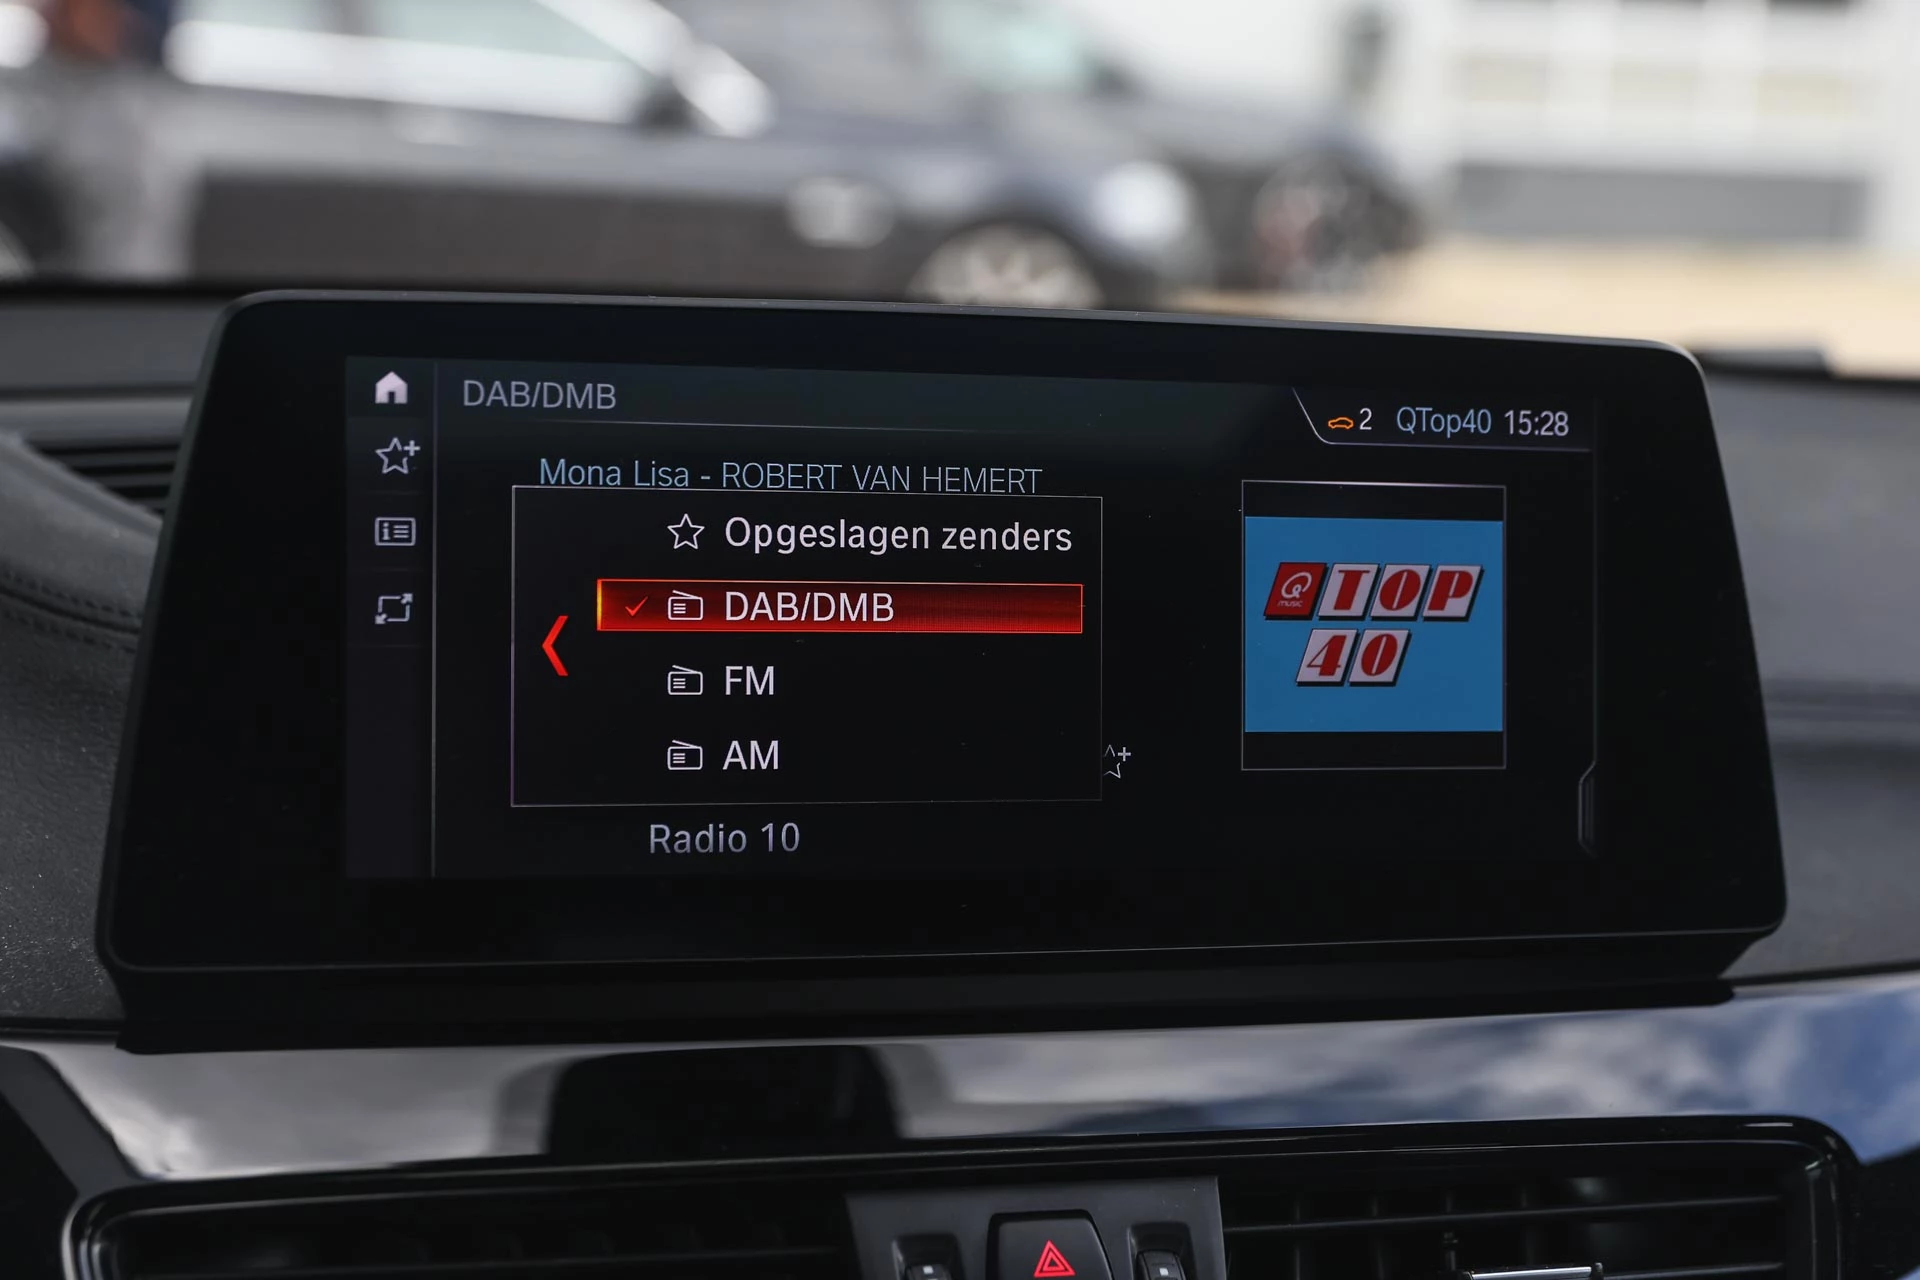 DAB/DMB
2 QTop40 15:28
Mona Lisa - ROBERT VAN HEMERT
Opgeslagen zenders
DAB/DMB
FM
AM
Radio 10
Q MUSIC TOP
40